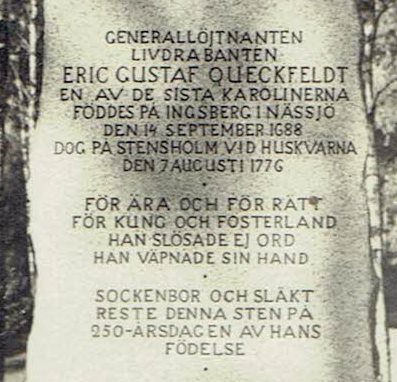 GENERALLÖJTNANTEN
LIVDRABANTEN
ERIC GUSTAF QUECKFELDT
EN AV DE SISTA KAROLINERNA
FÖDDES PÅ INGSBERG I NÄSSJÖ
DEN 14 SEPTEMBER 1688
DOG PÅ STENSHOLM VID HUSKVARNA
DEN 7 AUGUSTI 1776
FÖR ÄRA OCH FÖR RÄTT
FÖR KUNG OCH FOSTERLAND
HAN SLÖSADE EJ ORD
HAN VÄPNADE SIN HAND
SOCKENBOR OCH SLÄKT
RESTE DENNA STEN PÅ
250-ÅRSDAGEN AV HANS
FÖDELSE